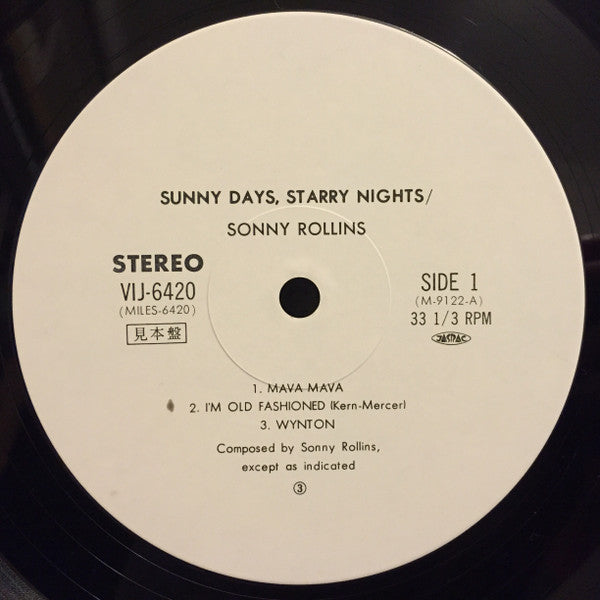 SUNNY DAYS, STARRY NIGHTS/
SONNY ROLLINS
STEREO
VIJ-6420
(MILES-6420)
見本盤
SIDE 1
(M-9122-A)
33 1/3 RPM
JASRAC
1. MAVA MAVA
2. I'M OLD FASHIONED (Kern-Mercer)
3. WYNTON
Composed by Sonny Rollins,
except as indicated
③